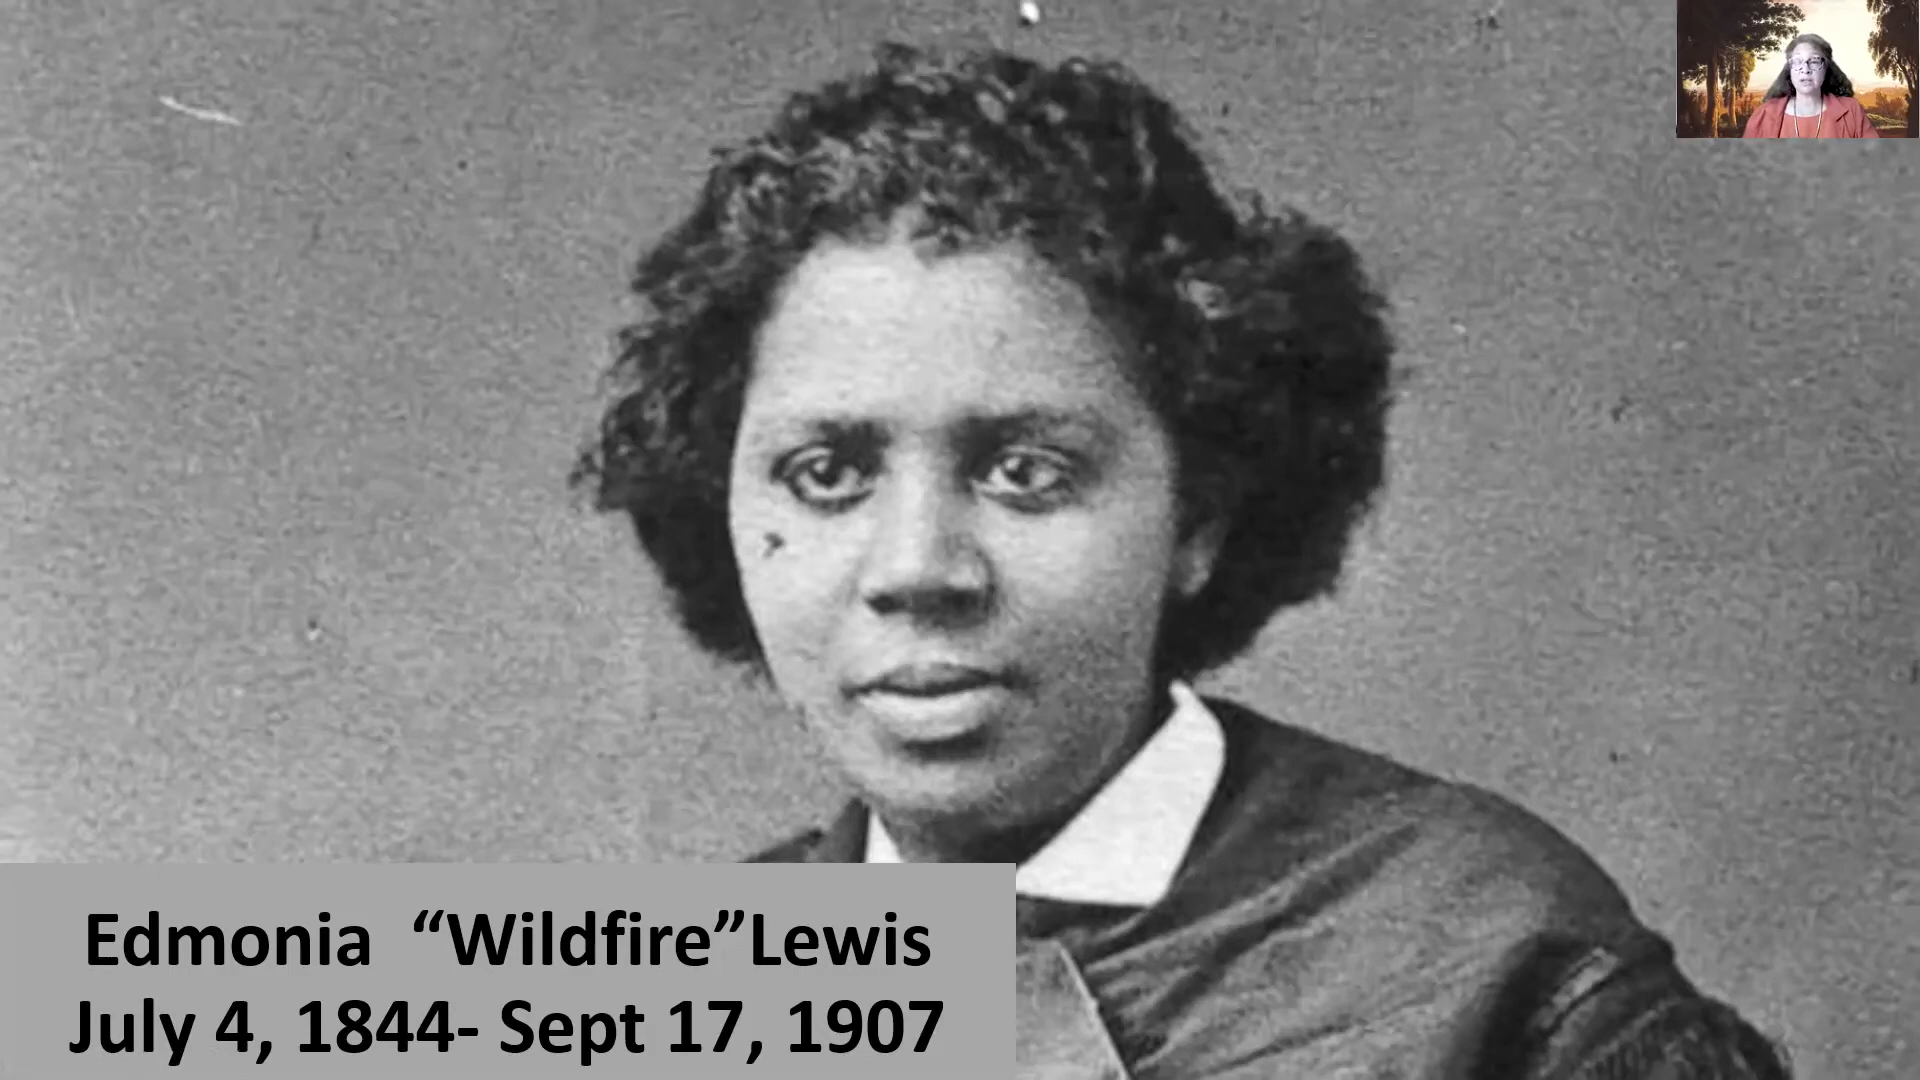 Edmonia “Wildfire”Lewis
July 4, 1844- Sept 17, 1907